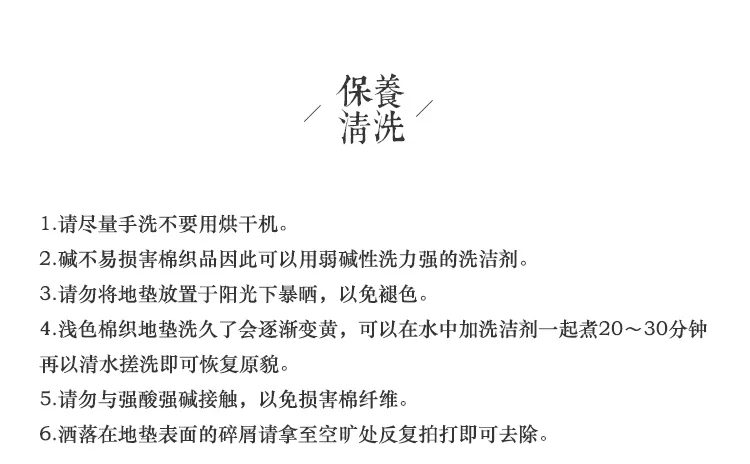 保養
清洗
1.请尽量手洗不要用烘干机。
2.碱不易损害棉织品因此可以用弱碱性洗力强的洗洁剂。
3.请勿将地垫放置于阳光下暴晒，以免褪色。
4.浅色棉织地垫洗久了会逐渐变黄，可以在水中加洗洁剂一起煮20～30分钟
再以清水搓洗即可恢复原貌。
5.请勿与强酸强碱接触，以免损害棉纤维。
6.洒落在地垫表面的碎屑请拿至空旷处反复拍打即可去除。